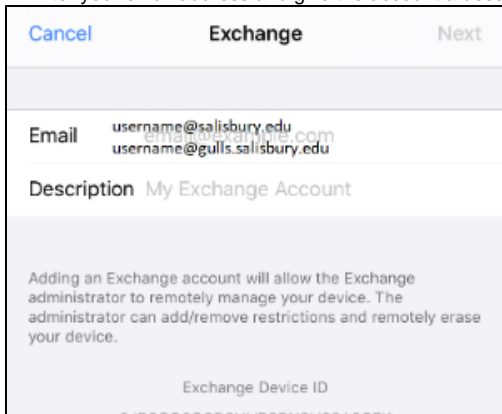 Cancel Exchange Next
username@salisbury.edu
Email email@example.com
username@gulls.salisbury.edu
Description My Exchange Account
Adding an Exchange account will allow the Exchange
administrator to remotely manage your device. The
administrator can add/remove restrictions and remotely erase
your device.
Exchange Device ID